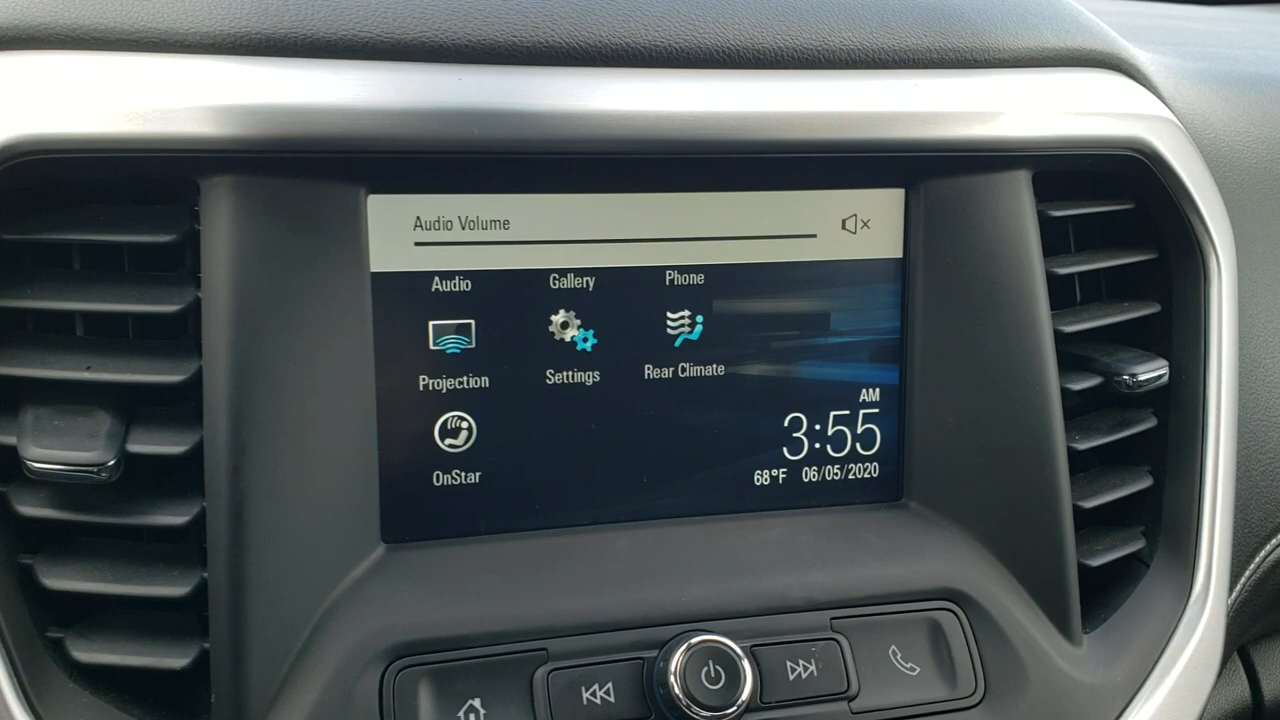 Audio Volume
Audio Gallery Phone
Projection Settings Rear Climate
AM
3:55
OnStar
68°F 06/05/2020